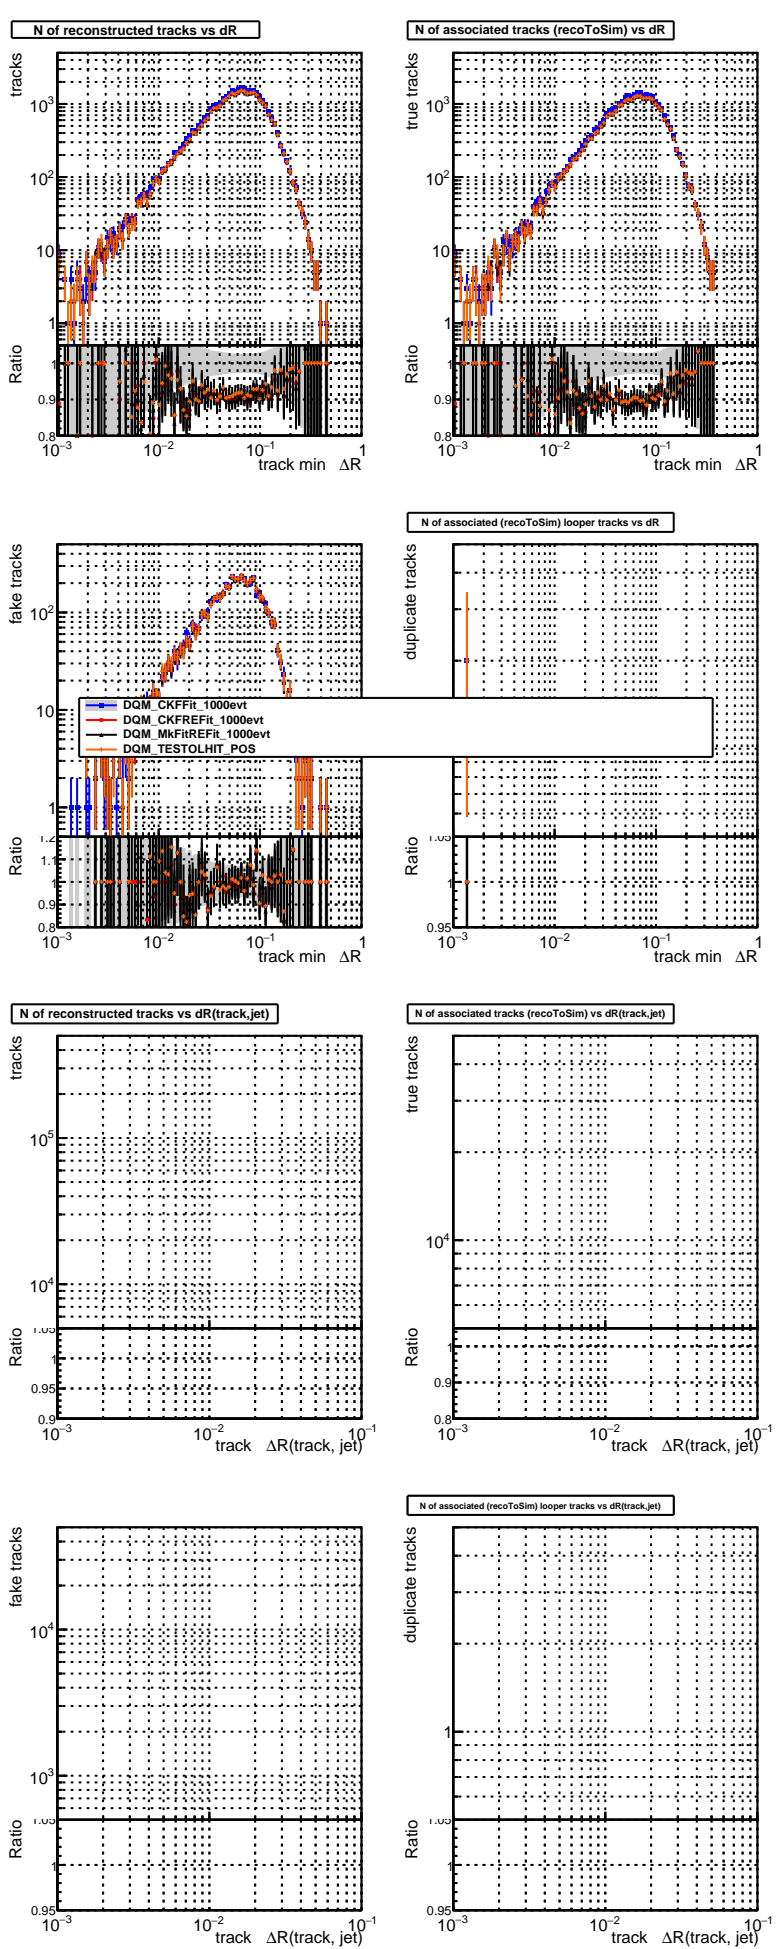 N of reconstructed tracks vs dR
N of associated tracks (recoToSim) vs dR
tracks
10³
10²
10
1
Ratio
1
0.9
0.8
10⁻³ 10⁻² 10⁻¹ 1
track min ΔR
true tracks
10³
10²
10
1
Ratio
1
0.9
0.8
10⁻³ 10⁻² 10⁻¹ 1
track min ΔR
N of associated (recoToSim) looper tracks vs dR
fake tracks
10²
10
1
Ratio
1.2
1.1
1
0.9
0.8
10⁻³ 10⁻² 10⁻¹ 1
track min ΔR
duplicate tracks
Ratio
1.05
1
0.95
10⁻³ 10⁻² 10⁻¹ 1
track min ΔR
DQM_CKFFit_1000evt
DQM_CKFREFit_1000evt
DQM_MkFitREFit_1000evt
DQM_TESTOLHIT_POS
N of reconstructed tracks vs dR(track,jet)
N of associated tracks (recoToSim) vs dR(track,jet)
tracks
10⁵
10⁴
Ratio
1.05
1
0.95
0.9
10⁻³ 10⁻² 10⁻¹
track ΔR(track, jet)
true tracks
10⁴
Ratio
1
0.9
0.8
10⁻³ 10⁻² 10⁻¹
track ΔR(track, jet)
N of associated (recoToSim) looper tracks vs dR(track,jet)
fake tracks
10⁴
10³
Ratio
1.05
1
0.95
10⁻³ 10⁻² 10⁻¹
track ΔR(track, jet)
duplicate tracks
1
Ratio
1.05
1
0.95
10⁻³ 10⁻² 10⁻¹
track ΔR(track, jet)